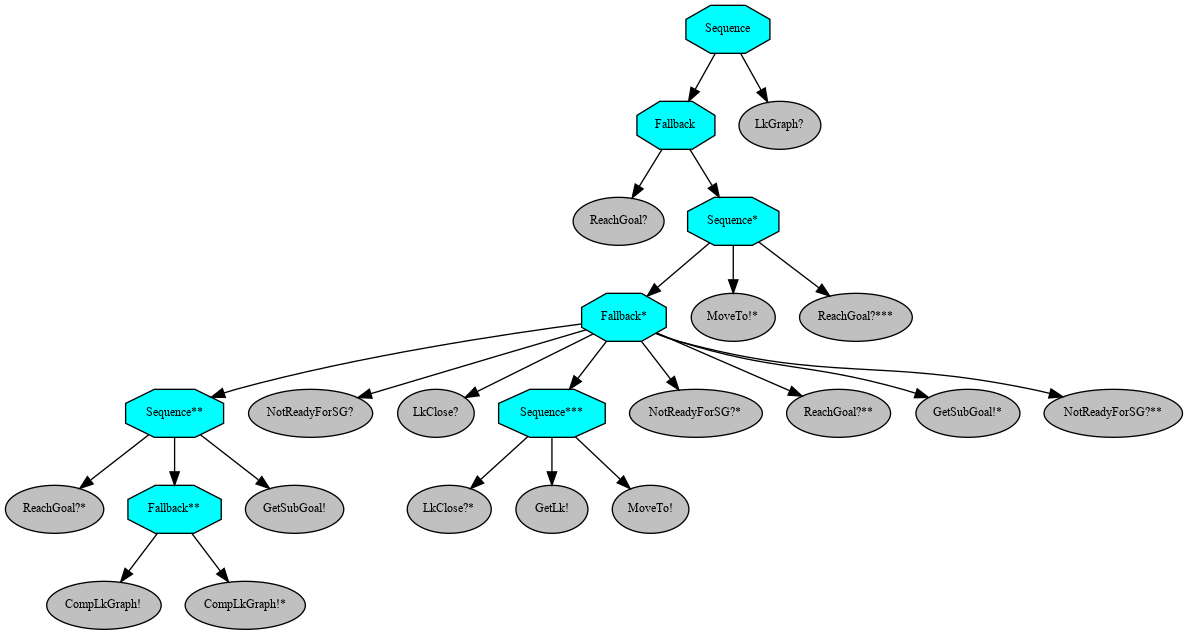 Sequence
Fallback
LkGraph?
ReachGoal?
Sequence*
Fallback*
MoveTo!*
ReachGoal?***
Sequence**
NotReadyForSG?
LkClose?
Sequence***
NotReadyForSG?*
ReachGoal?**
GetSubGoal!*
NotReadyForSG?**
ReachGoal?*
Fallback**
GetSubGoal!
LkClose?*
GetLk!
MoveTo!
CompLkGraph!
CompLkGraph!*